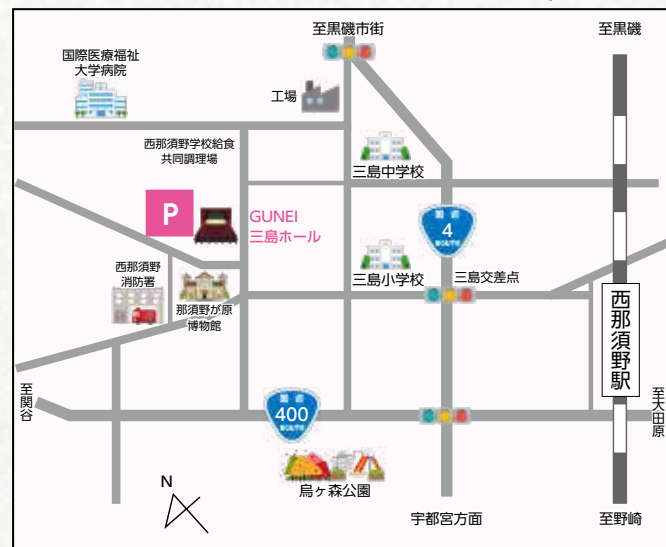 至黒磯市街
至黒磯
国際医療福祉
大学病院
工場
西那須野学校給食
共同調理場
三島中学校
P
GUNEI
三島ホール
国道
4
ROUTE
西那須野
消防署
那須野が原
博物館
三島小学校
三島交差点
西那須野駅
至関谷
国道
400
ROUTE
至大田原
烏ヶ森公園
N
宇都宮方面
至野崎